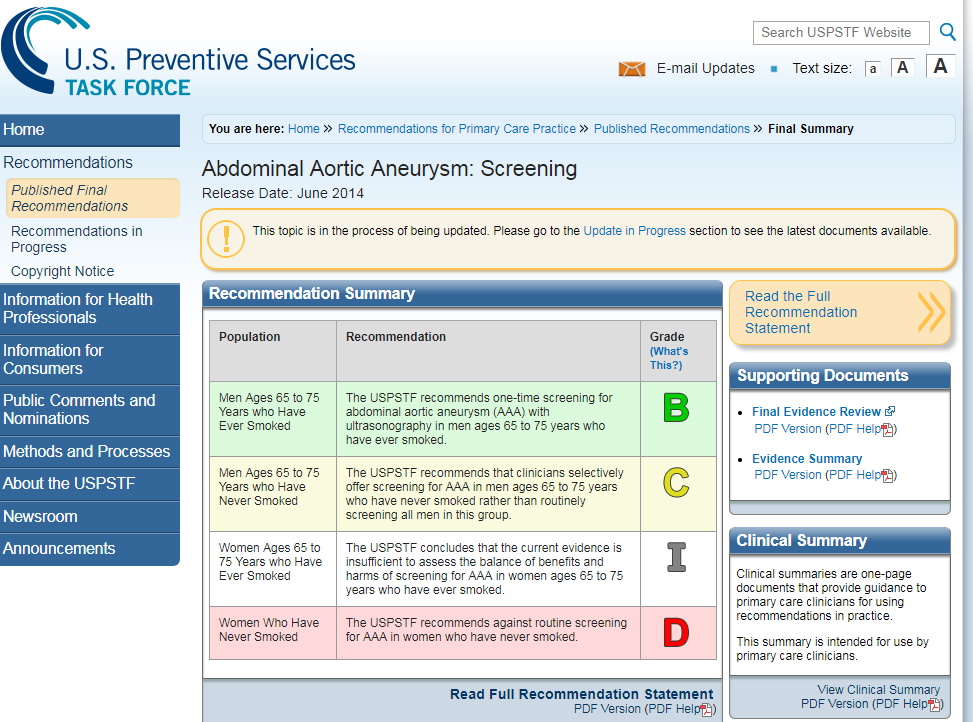 U.S. Preventive Services
TASK FORCE
Search USPSTF Website
E-mail Updates
Text size: a A A
Home
Recommendations
Published Final
Recommendations
Recommendations in
Progress
Copyright Notice
Information for Health
Professionals
Information for
Consumers
Public Comments and
Nominations
Methods and Processes
About the USPSTF
Newsroom
Announcements
You are here: Home » Recommendations for Primary Care Practice » Published Recommendations » Final Summary
Abdominal Aortic Aneurysm: Screening
Release Date: June 2014
! This topic is in the process of being updated. Please go to the Update in Progress section to see the latest documents available.
Recommendation Summary
Population
Recommendation
Grade
(What's
This?)
Men Ages 65 to 75
Years who Have
Ever Smoked
The USPSTF recommends one-time screening for
abdominal aortic aneurysm (AAA) with
ultrasonography in men ages 65 to 75 years who
have ever smoked.
B
Men Ages 65 to 75
Years who Have
Never Smoked
The USPSTF recommends that clinicians selectively
offer screening for AAA in men ages 65 to 75 years
who have never smoked rather than routinely
screening all men in this group.
C
Women Ages 65 to
75 Years who Have
Ever Smoked
The USPSTF concludes that the current evidence is
insufficient to assess the balance of benefits and
harms of screening for AAA in women ages 65 to 75
years who have ever smoked.
I
Women Who Have
Never Smoked
The USPSTF recommends against routine screening
for AAA in women who have never smoked.
D
Read Full Recommendation Statement
PDF Version (PDF Help)
Read the Full
Recommendation
Statement
Supporting Documents
Final Evidence Review
PDF Version (PDF Help)
Evidence Summary
PDF Version (PDF Help)
Clinical Summary
Clinical summaries are one-page
documents that provide guidance to
primary care clinicians for using
recommendations in practice.
This summary is intended for use by
primary care clinicians.
View Clinical Summary
PDF Version (PDF Help)